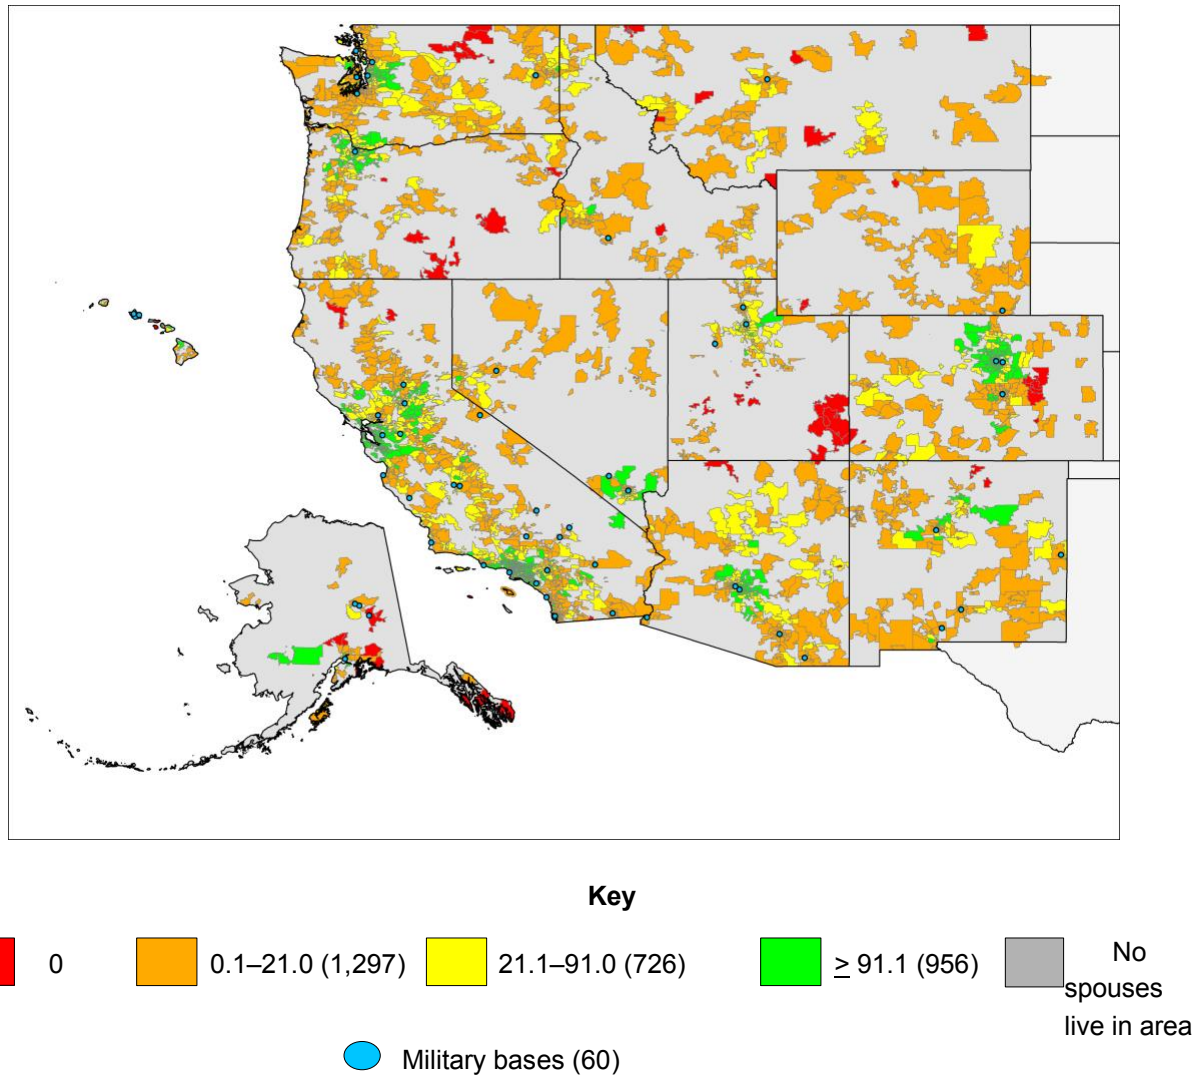 Key
0
0.1–21.0 (1,297)
21.1–91.0 (726)
≥ 91.1 (956)
No
spouses
live in area
Military bases (60)